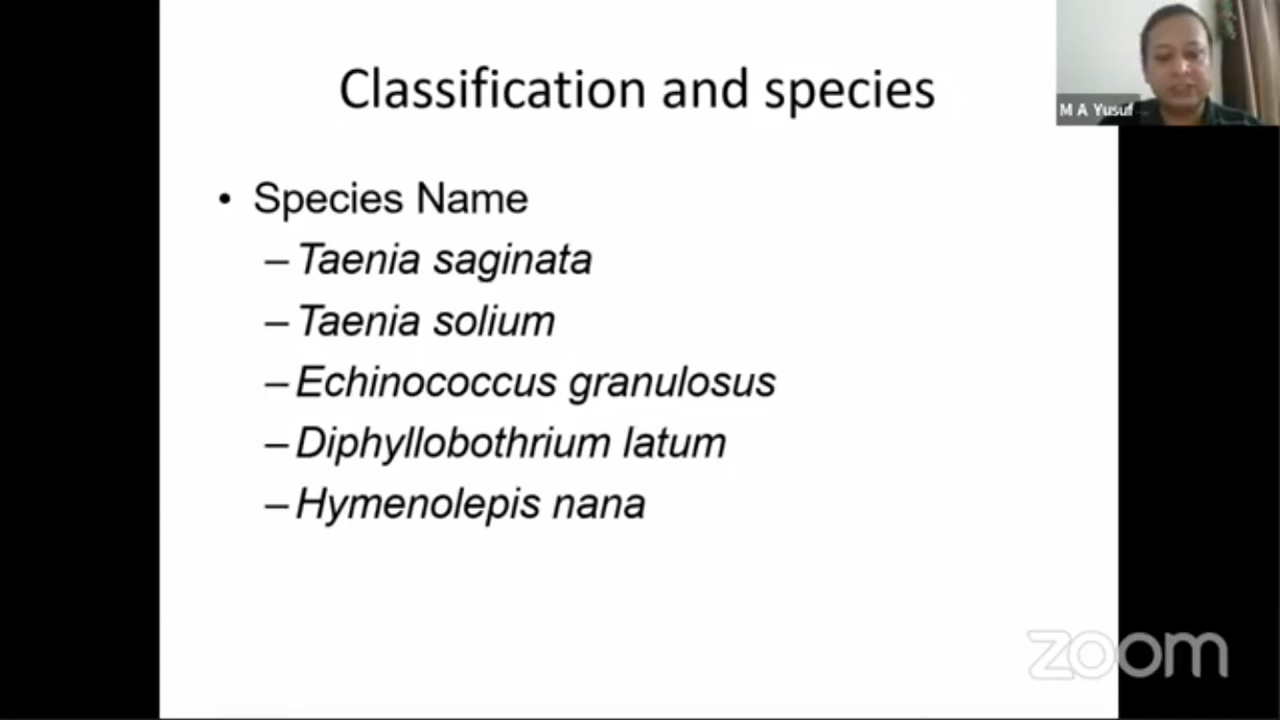 Classification and species
M A Yusuf
• Species Name
– Taenia saginata
– Taenia solium
– Echinococcus granulosus
– Diphyllobothrium latum
– Hymenolepis nana
zoom